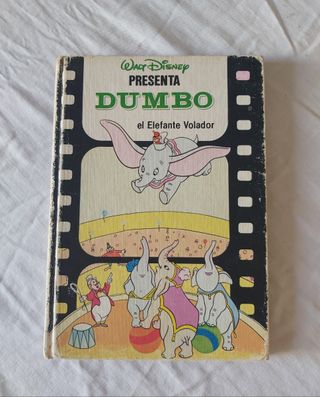 WALT DISNEY
PRESENTA
DUMBO
el Elefante Volador